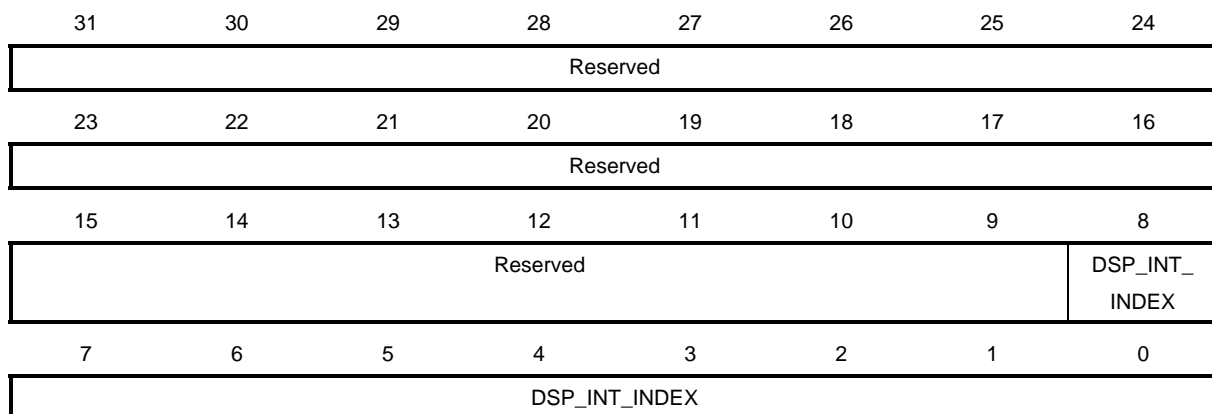 31 30 29 28 27 26 25 24
Reserved
23 22 21 20 19 18 17 16
Reserved
15 14 13 12 11 10 9 8
Reserved DSP_INT_
INDEX
7 6 5 4 3 2 1 0
DSP_INT_INDEX